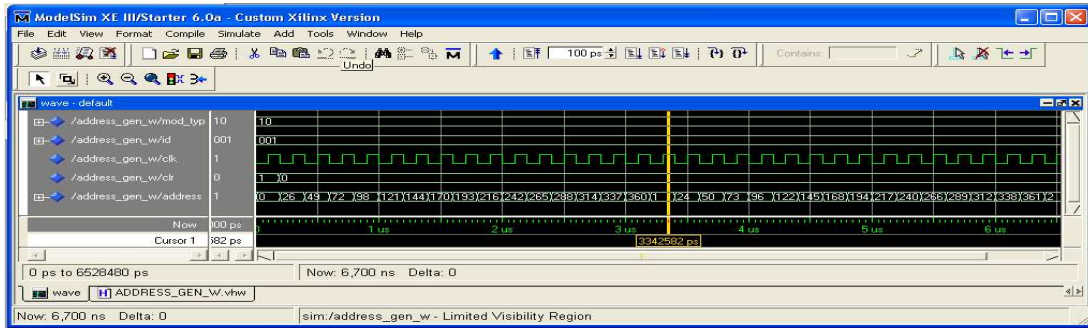 ModelSim XE III/Starter 6.0a - Custom Xilinx Version
File Edit View Format Compile Simulate Add Tools Window Help
100 ps
Contains:
Undo
wave - default
/address_gen_w/mod_typ 10 10
/address_gen_w/id 001 001
/address_gen_w/clk 1
/address_gen_w/clr 0 1 0
/address_gen_w/address 1 0 26 49 72 98 121 144 170 193 216 242 265 288 314 337 360 1 24 50 73 96 122 145 168 194 217 240 266 289 312 338 361 2
Now 000 ps 1 us 2 us 3 us 4 us 5 us 6 us
Cursor 1 582 ps 3342582 ps
0 ps to 6528480 ps Now: 6,700 ns Delta: 0
wave ADDRESS_GEN_W.vhw
Now: 6,700 ns Delta: 0 sim:/address_gen_w - Limited Visibility Region